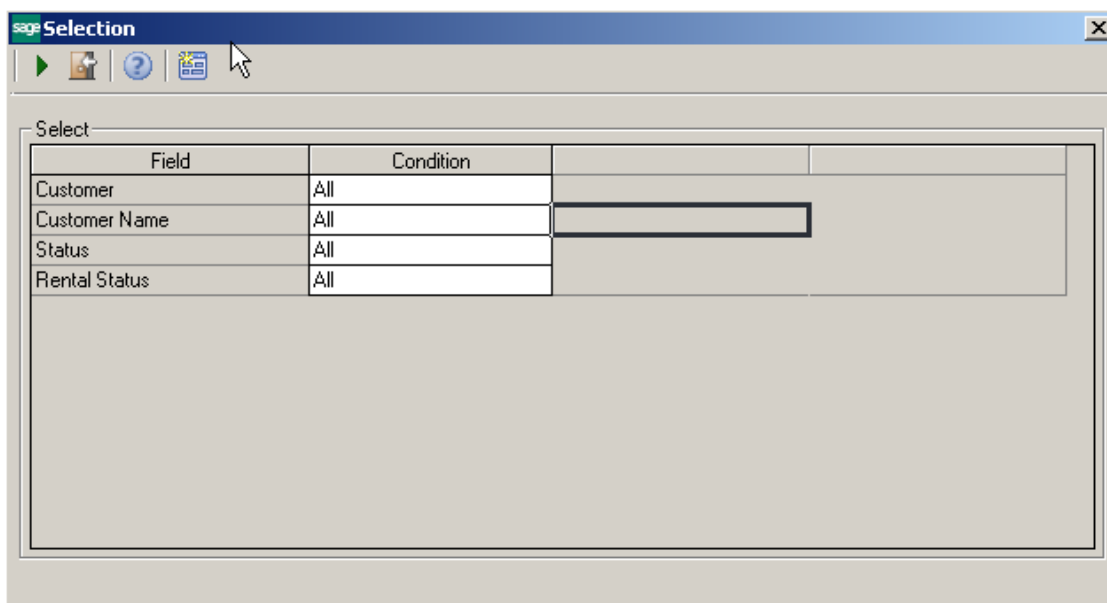 sage Selection
Select
Field Condition
Customer All
Customer Name All
Status All
Rental Status All